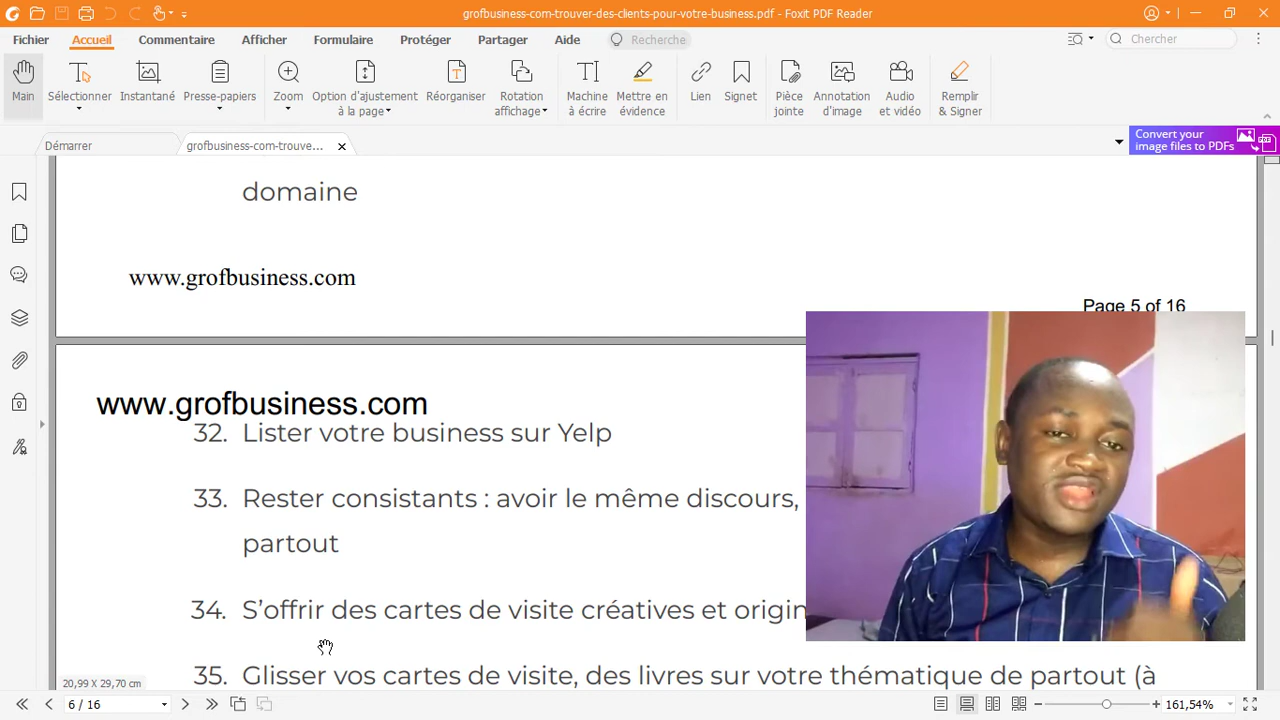 grofbusiness-com-trouver-des-clients-pour-votre-business.pdf - Foxit PDF Reader
Fichier Accueil Commentaire Afficher Formulaire Protéger Partager Aide Recherche Chercher
Main
Sélectionner
Instantané
Presse-papiers
Zoom
Option d'ajustement
à la page
Réorganiser
Rotation
affichage
Machine
à écrire
Mettre en
évidence
Lien
Signet
Pièce
jointe
Annotation
d'image
Audio
et vidéo
Remplir
& Signer
Démarrer
grofbusiness-com-trouve...
Convert your
image files to PDFs
domaine
www.grofbusiness.com
Page 5 of 16
www.grofbusiness.com
32. Lister votre business sur Yelp
33. Rester consistants : avoir le même discours,
partout
34. S’offrir des cartes de visite créatives et origin
35. Glisser vos cartes de visite, des livres sur votre thématique de partout (à
20,99 X 29,70 cm
6 / 16
161,54%